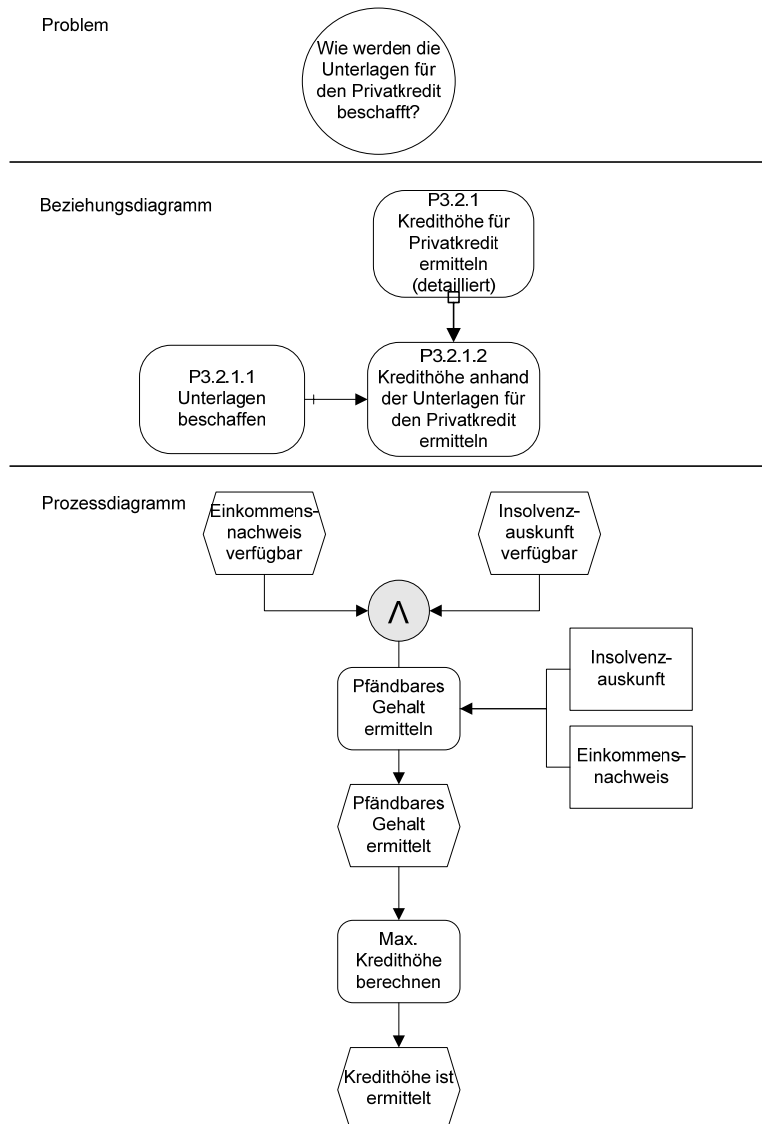 Problem
Wie werden die
Unterlagen für
den Privatkredit
beschafft?
Beziehungsdiagramm
P3.2.1
Kredithöhe für
Privatkredit
ermitteln
(detailliert)
P3.2.1.1
Unterlagen
beschaffen
P3.2.1.2
Kredithöhe anhand
der Unterlagen für
den Privatkredit
ermitteln
Prozessdiagramm
Einkommens-
nachweis
verfügbar
Insolvenz-
auskunft
verfügbar
Λ
Pfändbares
Gehalt
ermitteln
Insolvenz-
auskunft
Einkommens-
nachweis
Pfändbares
Gehalt
ermittelt
Max.
Kredithöhe
berechnen
Kredithöhe ist
ermittelt